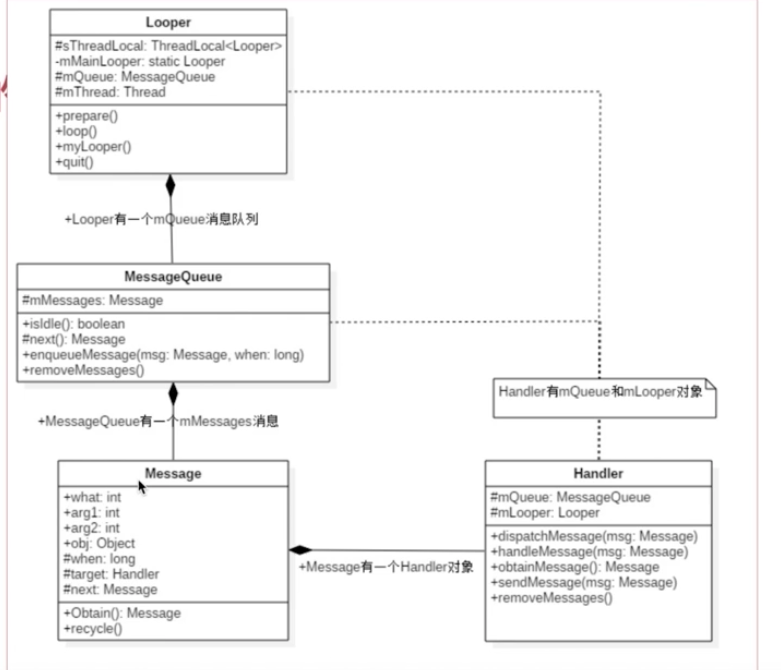 Looper
#sThreadLocal: ThreadLocal<Looper>
-mMainLooper: static Looper
#mQueue: MessageQueue
#mThread: Thread
+prepare()
+loop()
+myLooper()
+quit()
+Looper有一个mQueue消息队列
MessageQueue
#mMessages: Message
+isIdle(): boolean
#next(): Message
+enqueueMessage(msg: Message, when: long)
+removeMessages()
Handler有mQueue和mLooper对象
+MessageQueue有一个mMessages消息
Message
+what: int
+arg1: int
+arg2: int
+obj: Object
#when: long
#target: Handler
#next: Message
+Obtain(): Message
+recycle()
+Message有一个Handler对象
Handler
#mQueue: MessageQueue
#mLooper: Looper
+dispatchMessage(msg: Message)
+handleMessage(msg: Message)
+obtainMessage(): Message
+sendMessage(msg: Message)
+removeMessages()